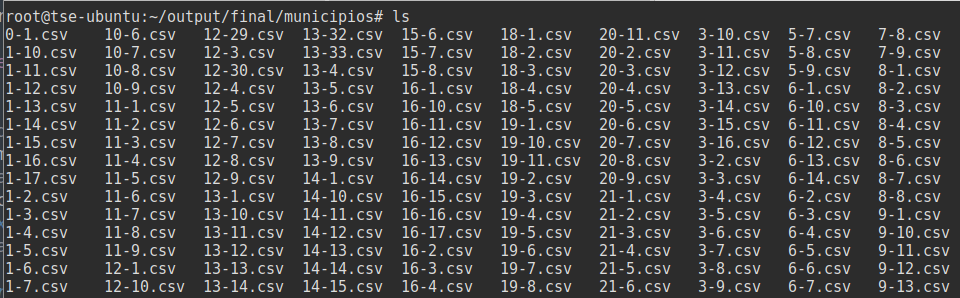 root@tse-ubuntu:~/output/final/municipios# ls
0-1.csv 10-6.csv 12-29.csv 13-32.csv 15-6.csv 18-1.csv 20-11.csv 3-10.csv 5-7.csv 7-8.csv
1-10.csv 10-7.csv 12-3.csv 13-33.csv 15-7.csv 18-2.csv 20-2.csv 3-11.csv 5-8.csv 7-9.csv
1-11.csv 10-8.csv 12-30.csv 13-4.csv 15-8.csv 18-3.csv 20-3.csv 3-12.csv 5-9.csv 8-1.csv
1-12.csv 10-9.csv 12-4.csv 13-5.csv 16-1.csv 18-4.csv 20-4.csv 3-13.csv 6-1.csv 8-2.csv
1-13.csv 11-1.csv 12-5.csv 13-6.csv 16-10.csv 18-5.csv 20-5.csv 3-14.csv 6-10.csv 8-3.csv
1-14.csv 11-2.csv 12-6.csv 13-7.csv 16-11.csv 19-1.csv 20-6.csv 3-15.csv 6-11.csv 8-4.csv
1-15.csv 11-3.csv 12-7.csv 13-8.csv 16-12.csv 19-10.csv 20-7.csv 3-16.csv 6-12.csv 8-5.csv
1-16.csv 11-4.csv 12-8.csv 13-9.csv 16-13.csv 19-11.csv 20-8.csv 3-2.csv 6-13.csv 8-6.csv
1-17.csv 11-5.csv 12-9.csv 14-1.csv 16-14.csv 19-2.csv 20-9.csv 3-3.csv 6-14.csv 8-7.csv
1-2.csv 11-6.csv 13-1.csv 14-10.csv 16-15.csv 19-3.csv 21-1.csv 3-4.csv 6-2.csv 8-8.csv
1-3.csv 11-7.csv 13-10.csv 14-11.csv 16-16.csv 19-4.csv 21-2.csv 3-5.csv 6-3.csv 9-1.csv
1-4.csv 11-8.csv 13-11.csv 14-12.csv 16-17.csv 19-5.csv 21-3.csv 3-6.csv 6-4.csv 9-10.csv
1-5.csv 11-9.csv 13-12.csv 14-13.csv 16-2.csv 19-6.csv 21-4.csv 3-7.csv 6-5.csv 9-11.csv
1-6.csv 12-1.csv 13-13.csv 14-14.csv 16-3.csv 19-7.csv 21-5.csv 3-8.csv 6-6.csv 9-12.csv
1-7.csv 12-10.csv 13-14.csv 14-15.csv 16-4.csv 19-8.csv 21-6.csv 3-9.csv 6-7.csv 9-13.csv